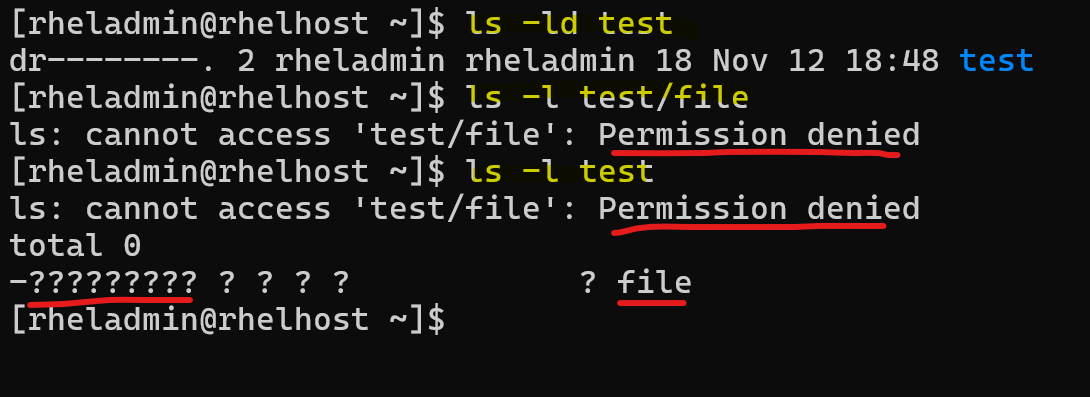 [rheladmin@rhelhost ~]$ ls -ld test
dr--------. 2 rheladmin rheladmin 18 Nov 12 18:48 test
[rheladmin@rhelhost ~]$ ls -l test/file
ls: cannot access 'test/file': Permission denied
[rheladmin@rhelhost ~]$ ls -l test
ls: cannot access 'test/file': Permission denied
total 0
-????????? ? ? ? ?            ? file
[rheladmin@rhelhost ~]$